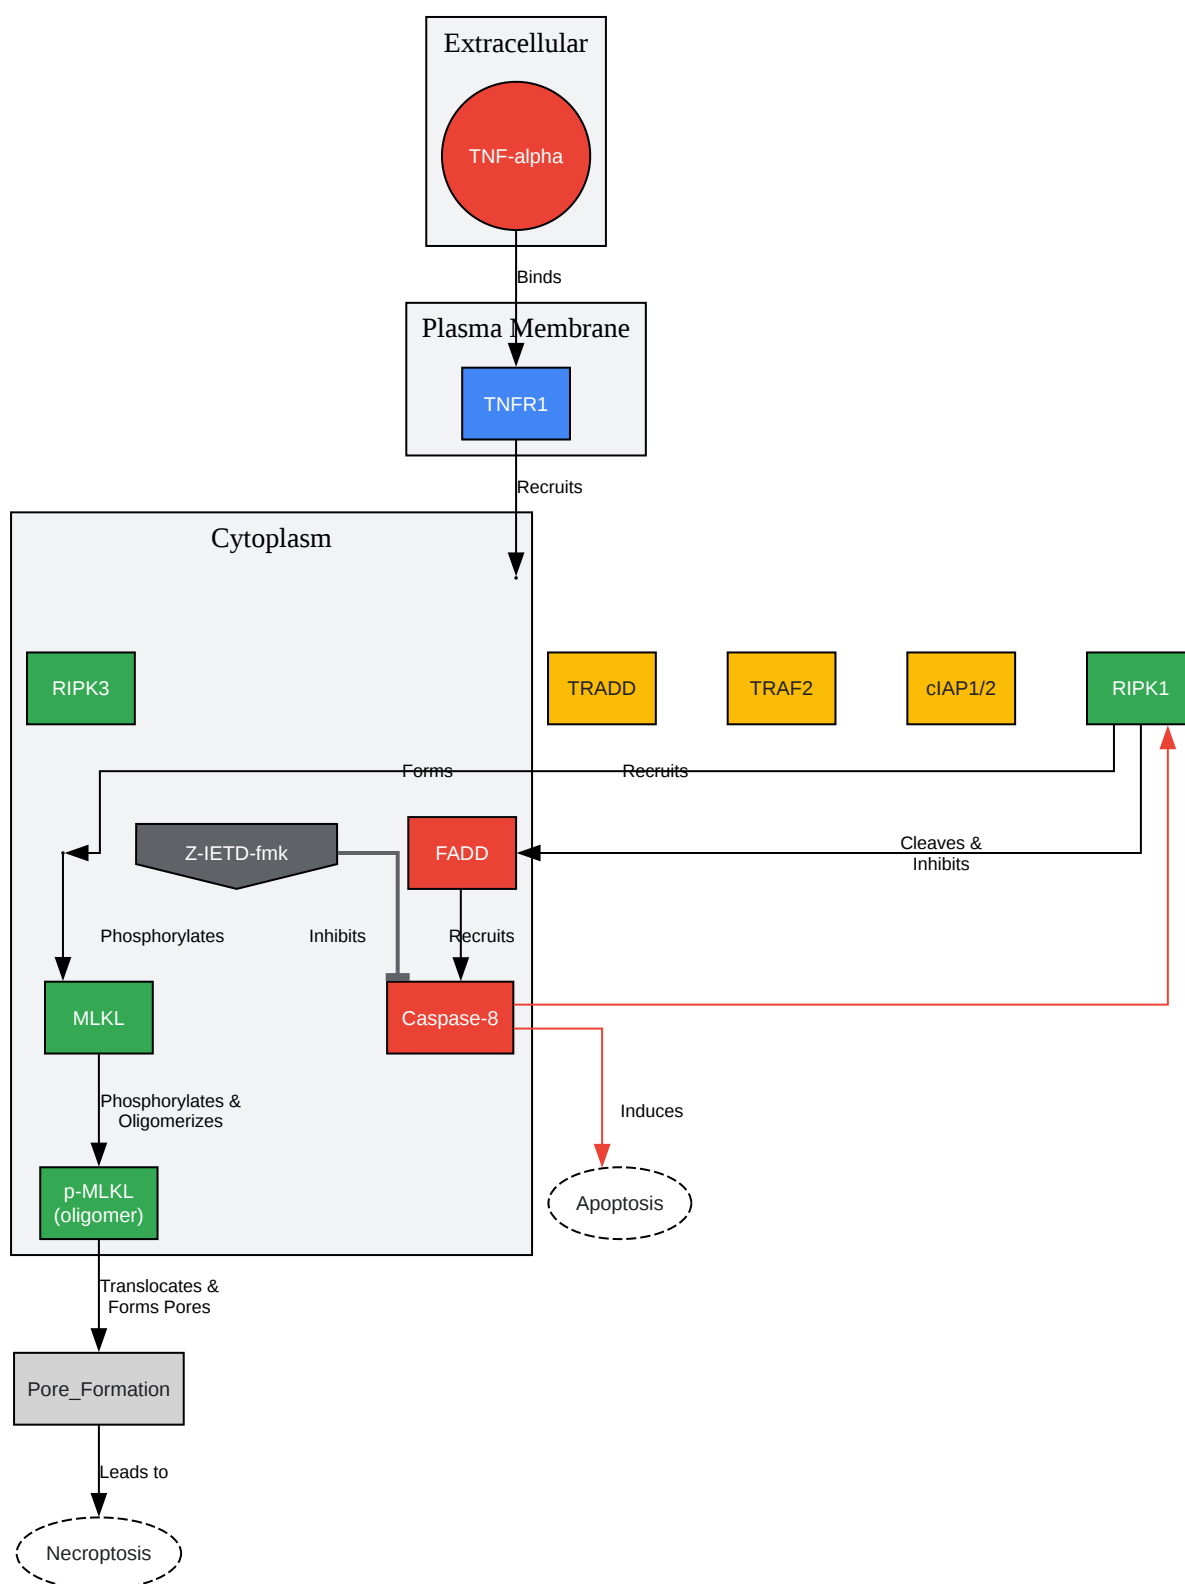 Extracellular
TNF-alpha
Binds
Plasma Membrane
TNFR1
Recruits
Cytoplasm
RIPK3
TRADD
TRAF2
cIAP1/2
RIPK1
Forms
Recruits
Z-IETD-fmk
FADD
Cleaves &
Inhibits
Phosphorylates
Inhibits
Recruits
MLKL
Caspase-8
Phosphorylates &
Oligomerizes
Induces
p-MLKL
(oligomer)
Apoptosis
Translocates &
Forms Pores
Pore_Formation
Leads to
Necroptosis